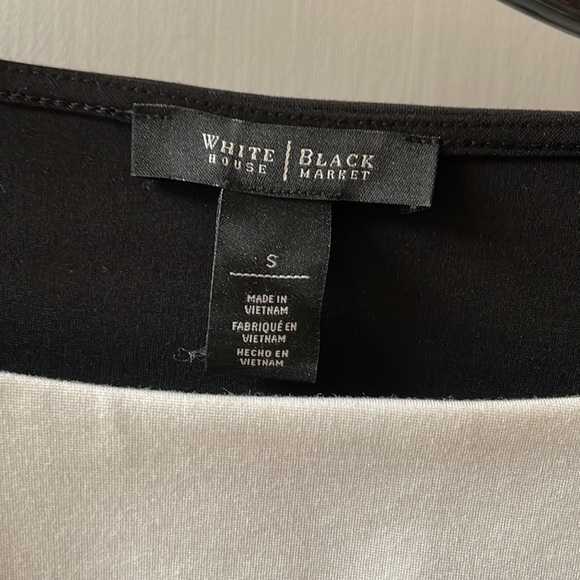 WHITE | BLACK
HOUSE | MARKET
S
MADE IN
VIETNAM
FABRIQUÉ EN
VIETNAM
HECHO EN
VIETNAM